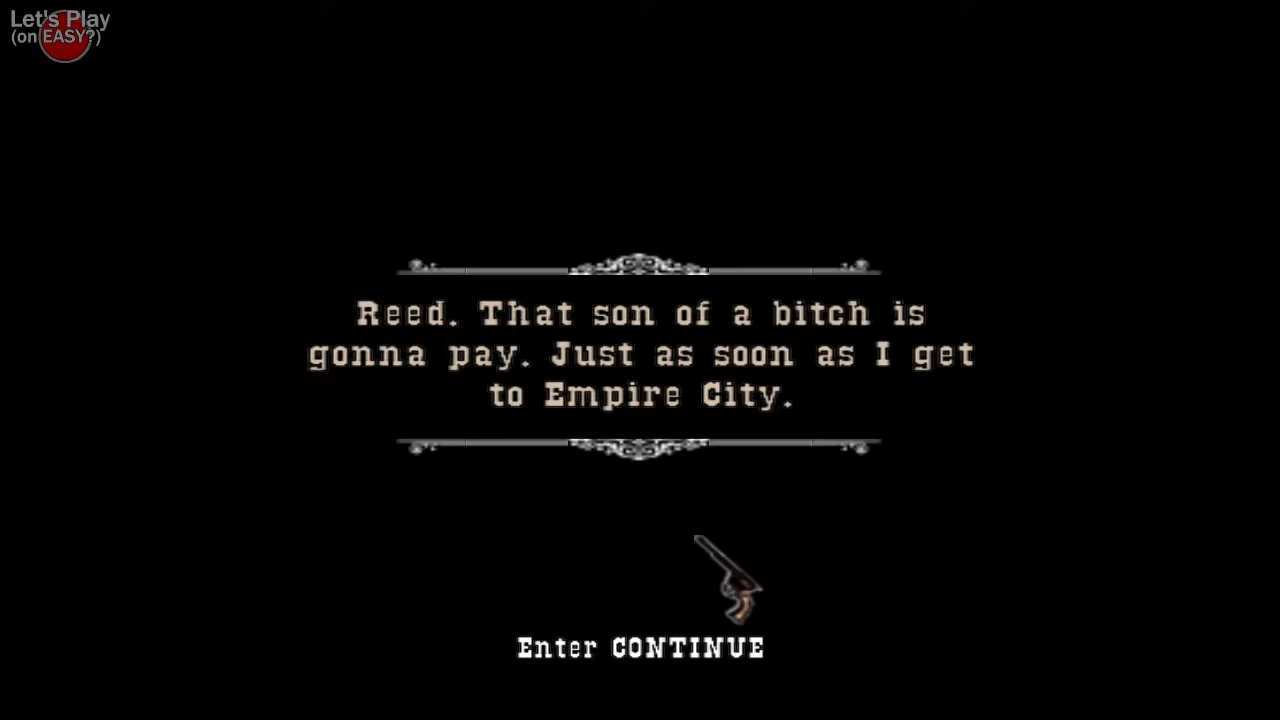 Let's Play
(on EASY?)
Reed. That son of a bitch is
gonna pay. Just as soon as I get
to Empire City.
Enter CONTINUE